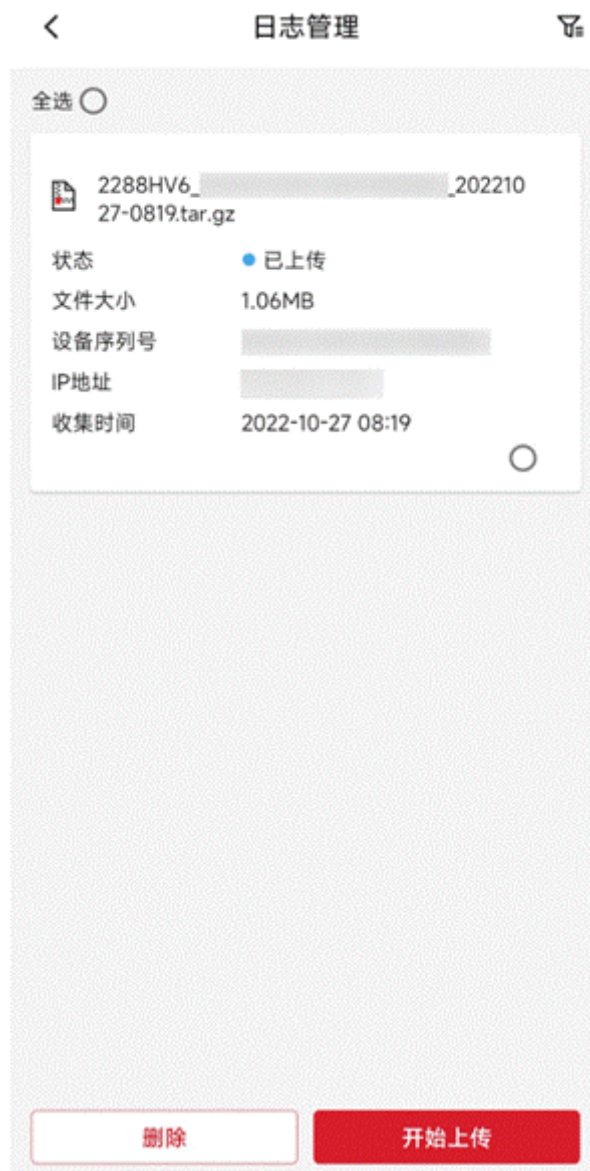 日志管理
全选
2288HV6_ _202210
27-0819.tar.gz
状态 已上传
文件大小 1.06MB
设备序列号
IP地址
收集时间 2022-10-27 08:19
删除 开始上传